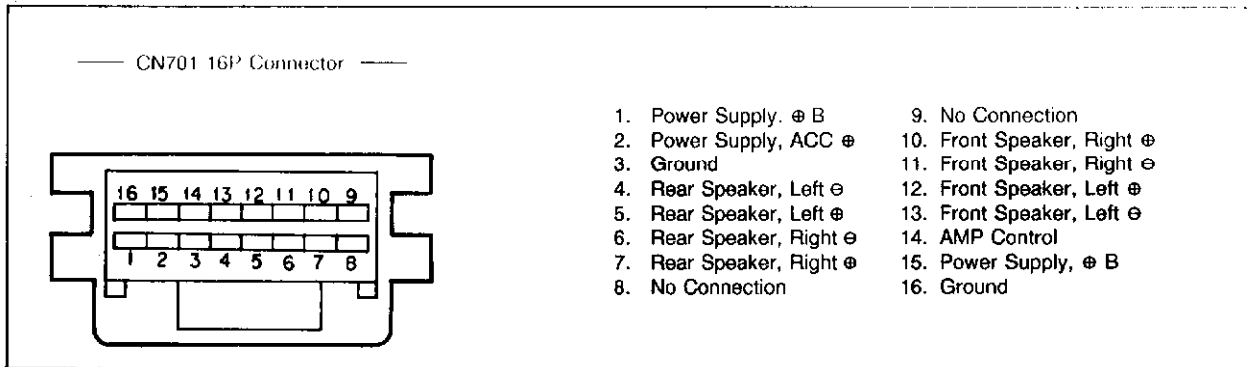 CN701 16P Connector
16 15 14 13 12 11 10 9
1 2 3 4 5 6 7 8
1. Power Supply. ⊕ B
2. Power Supply, ACC ⊕
3. Ground
4. Rear Speaker, Left ⊖
5. Rear Speaker, Left ⊕
6. Rear Speaker, Right ⊖
7. Rear Speaker, Right ⊕
8. No Connection
9. No Connection
10. Front Speaker, Right ⊕
11. Front Speaker, Right ⊖
12. Front Speaker, Left ⊕
13. Front Speaker, Left ⊖
14. AMP Control
15. Power Supply, ⊕ B
16. Ground